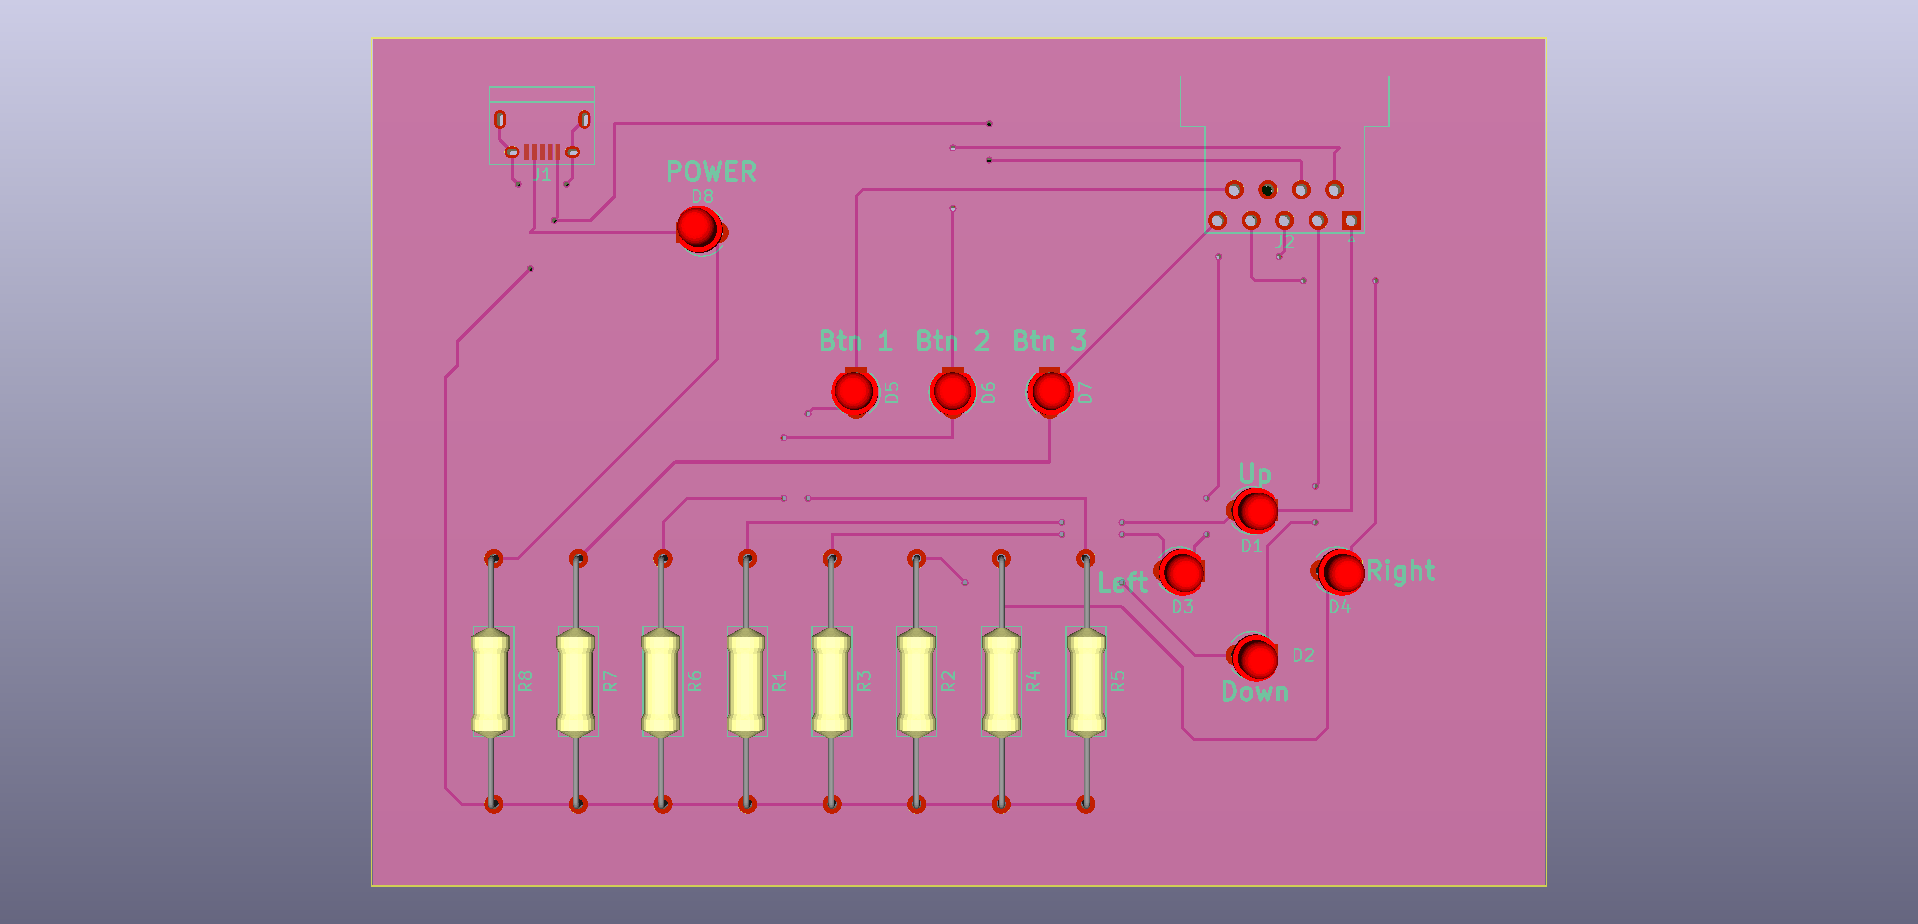 J1
POWER
D8
J2
1
Btn 1 Btn 2 Btn 3
D5
D6
D7
Up
D1
Left
D3
Right
D4
D2
Down
R8
R7
R6
R1
R3
R2
R4
R5